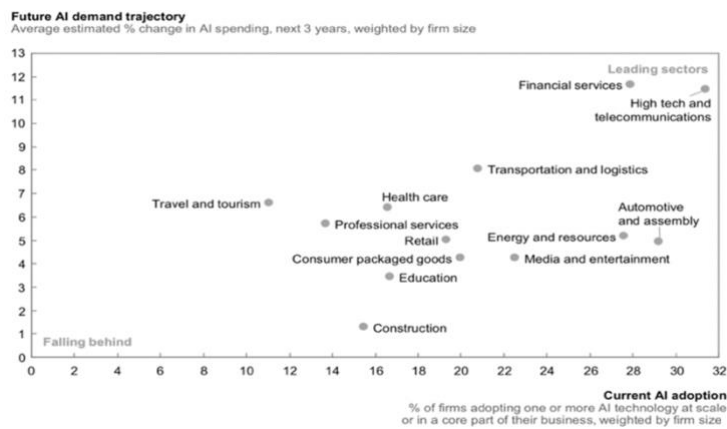 Future AI demand trajectory
Average estimated % change in AI spending, next 3 years, weighted by firm size
13
12
11
10
9
8
7
6
5
4
3
2
1
0
Leading sectors
Financial services
High tech and
telecommunications
Transportation and logistics
Travel and tourism
Health care
Professional services
Automotive
and assembly
Retail
Energy and resources
Consumer packaged goods
Media and entertainment
Education
Construction
Falling behind
0 2 4 6 8 10 12 14 16 18 20 22 24 26 28 30 32
Current AI adoption
% of firms adopting one or more AI technology at scale
or in a core part of their business, weighted by firm size